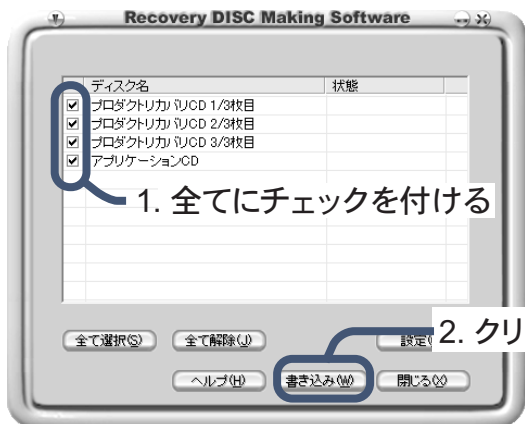 Recovery DISC Making Software
ディスク名 状態
プロダクトリカバリCD 1/3枚目
プロダクトリカバリCD 2/3枚目
プロダクトリカバリCD 3/3枚目
アプリケーションCD
1. 全てにチェックを付ける
全て選択(S) 全て解除(J) 設定
2. クリ
ヘルプ(H) 書き込み(W) 閉じる(X)